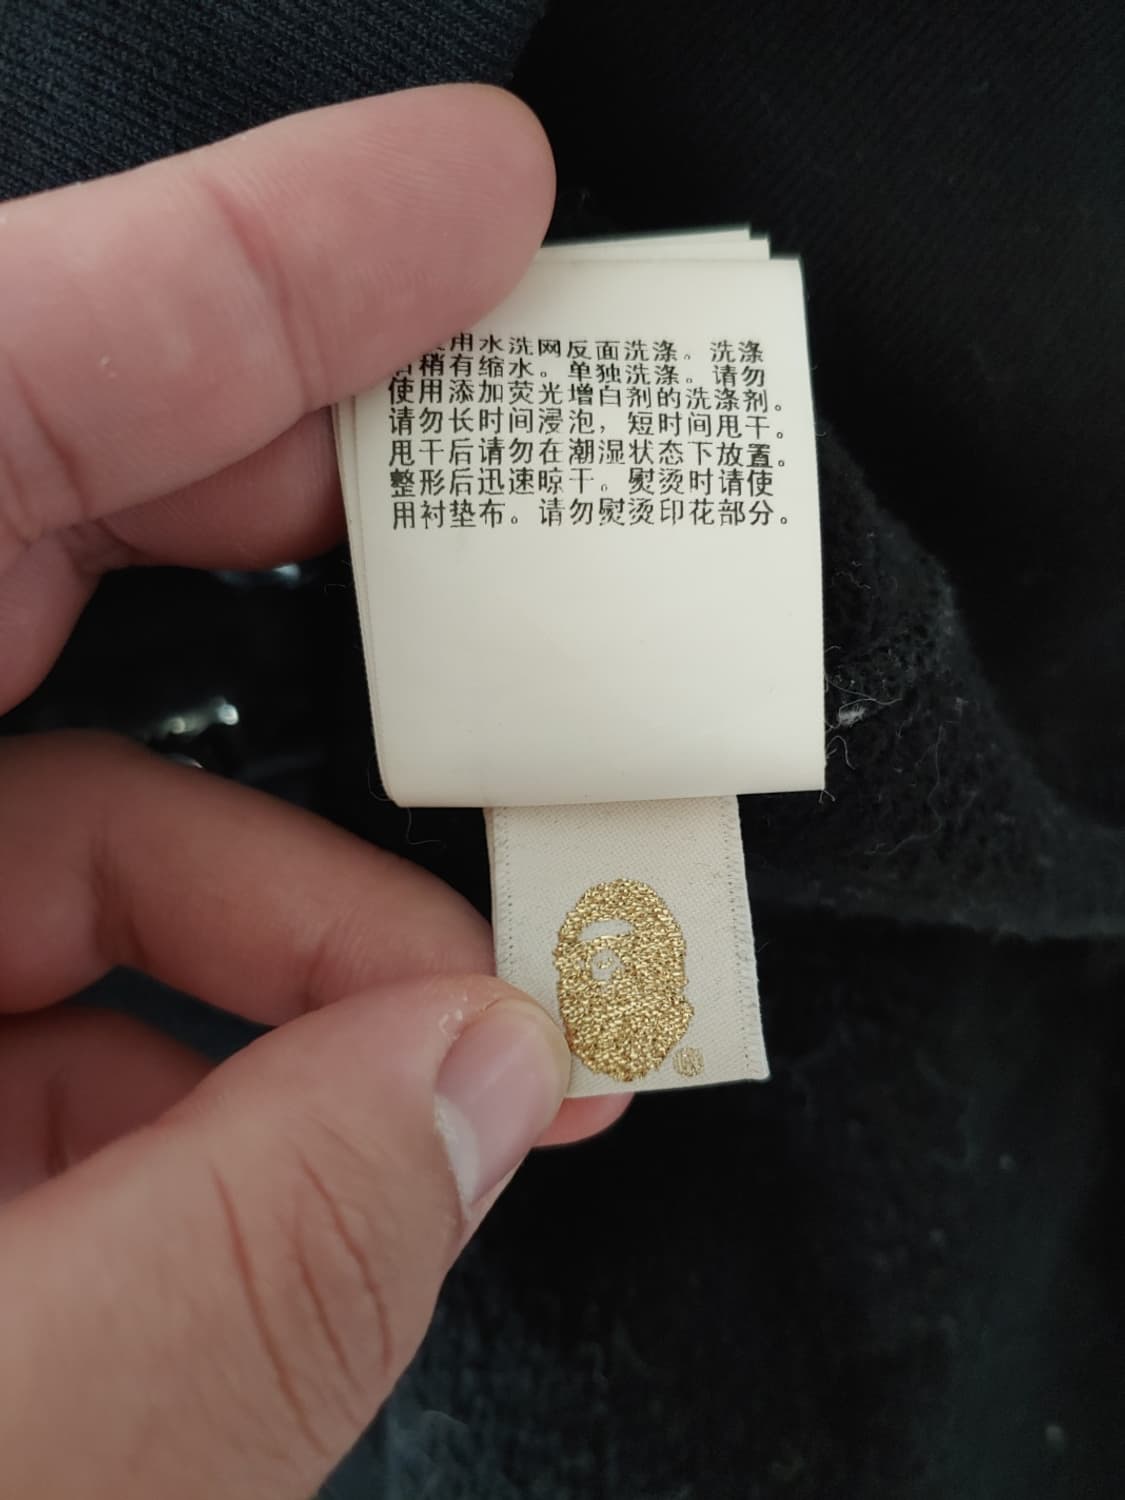 用水洗网反面洗涤。洗涤
稍有缩水。单独洗涤。请勿
使用添加荧光增白剂的洗涤剂。
请勿长时间浸泡，短时间甩干。
甩干后请勿在潮湿状态下放置。
整形后迅速晾干。熨烫时请使
用衬垫布。请勿熨烫印花部分。
®